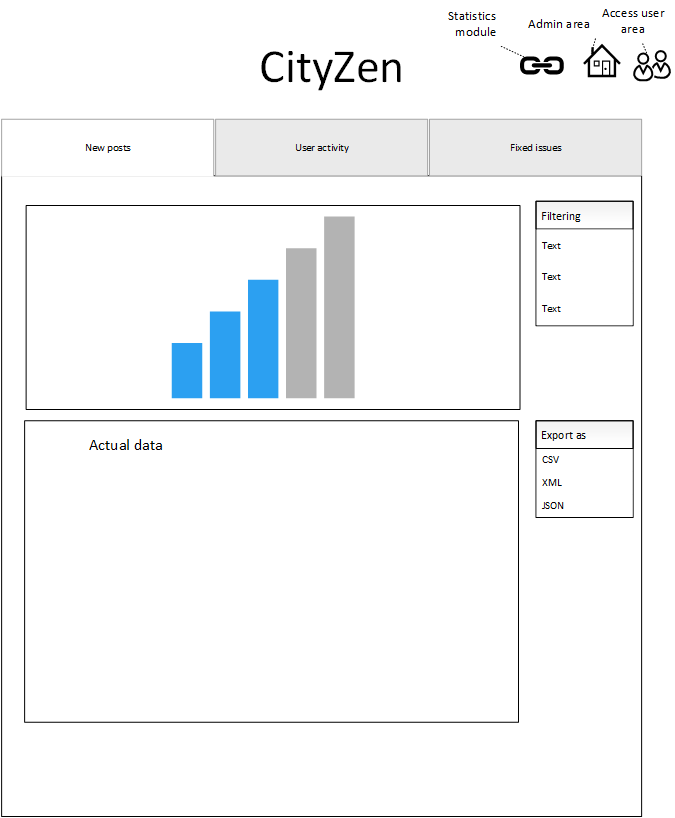 Statistics
module
Admin area
Access user
area
CityZen
New posts
User activity
Fixed issues
Filtering
Text
Text
Text
Actual data
Export as
CSV
XML
JSON